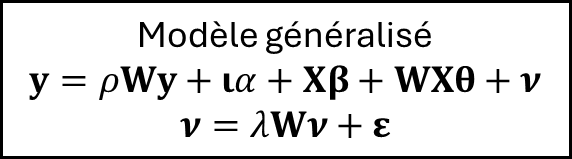 Modèle généralisé
𝐲 = 𝜌𝐖𝐲 + 𝛊𝛼 + 𝐗𝛃 + 𝐖𝐗𝛉 + 𝝂
𝝂 = 𝜆𝐖𝝂 + 𝛆